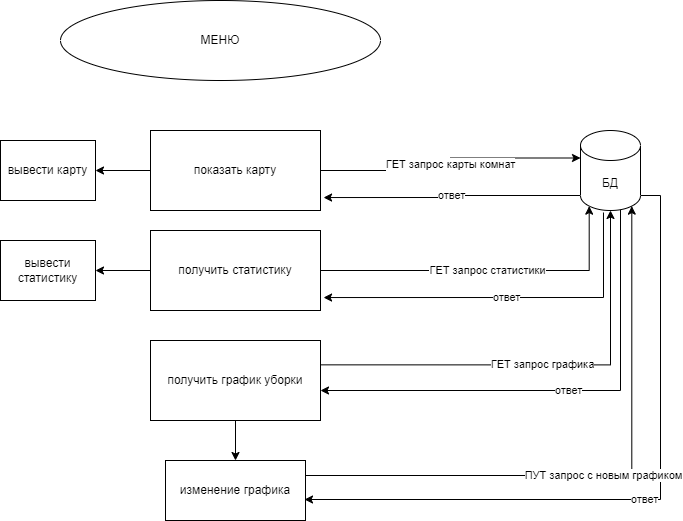 МЕНЮ
вывести карту
показать карту
ГЕТ запрос карты комнат
ответ
БД
вывести
статистику
получить статистику
ГЕТ запрос статистики
ответ
получить график уборки
ГЕТ запрос графика
ответ
изменение графика
ПУТ запрос с новым графиком
ответ